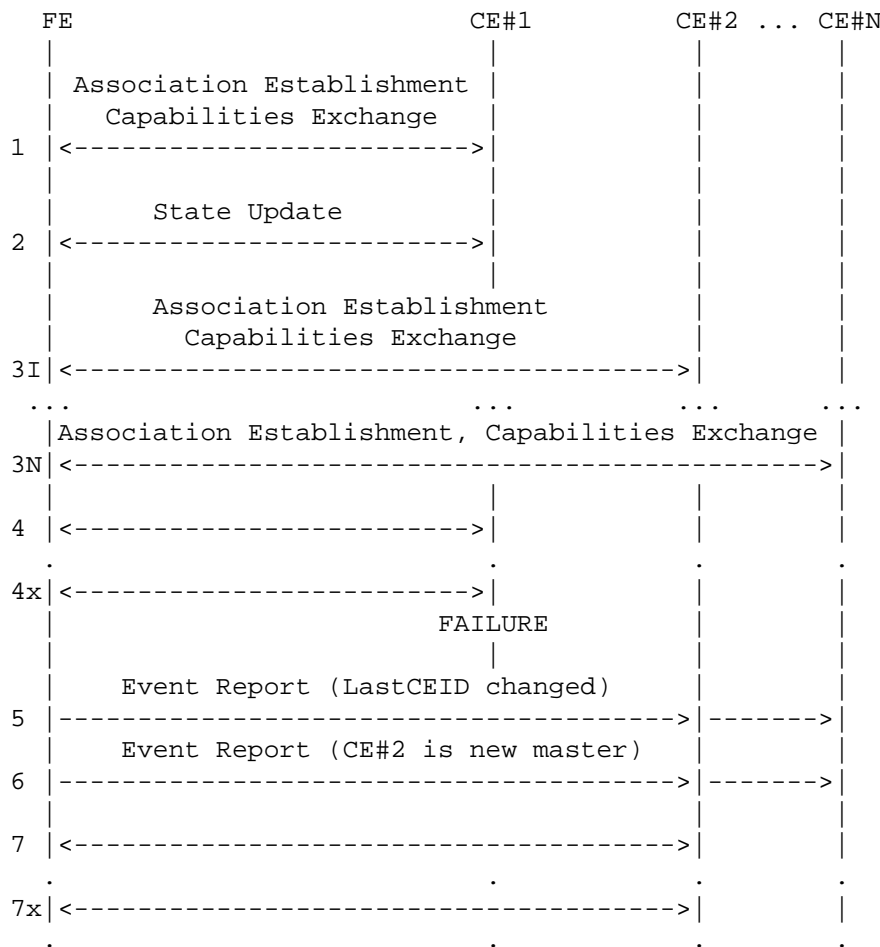 FE CE#1 CE#2 ... CE#N
Association Establishment
Capabilities Exchange
1 |<------------------------->|
State Update
2 |<------------------------->|
Association Establishment
Capabilities Exchange
3I|<-------------------------------------->|
... ... ... ...
|Association Establishment, Capabilities Exchange |
3N|<----------------------------------------------->|
4 |<------------------------->|
. . . .
4x|<------------------------->|
FAILURE
Event Report (LastCEID changed)
5 |--------------------------------------->|------->|
Event Report (CE#2 is new master)
6 |--------------------------------------->|------->|
7 |<-------------------------------------->|
. . . .
7x|<-------------------------------------->|
. . . .